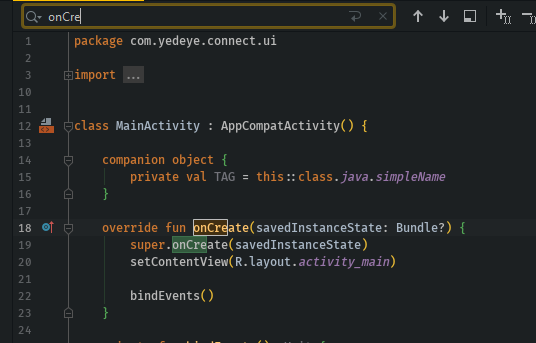 onCre
1 package com.yedeye.connect.ui
2
3 import ...
10
11
12 class MainActivity : AppCompatActivity() {
13
14 companion object {
15 private val TAG = this::class.java.simpleName
16 }
17
18 override fun onCreate(savedInstanceState: Bundle?) {
19 super.onCreate(savedInstanceState)
20 setContentView(R.layout.activity_main)
21
22 bindEvents()
23 }
24